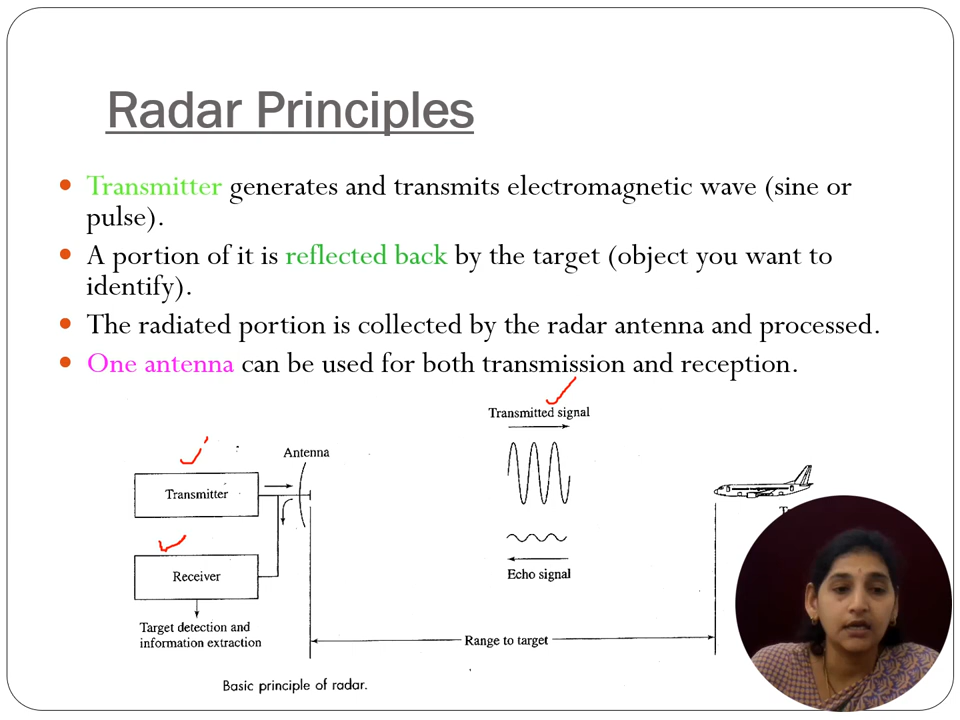 Radar Principles
Transmitter generates and transmits electromagnetic wave (sine or
pulse).
A portion of it is reflected back by the target (object you want to
identify).
The radiated portion is collected by the radar antenna and processed.
One antenna can be used for both transmission and reception.
Transmitted signal
Antenna
Transmitter
Echo signal
Receiver
Target detection and
information extraction
Range to target
Basic principle of radar.